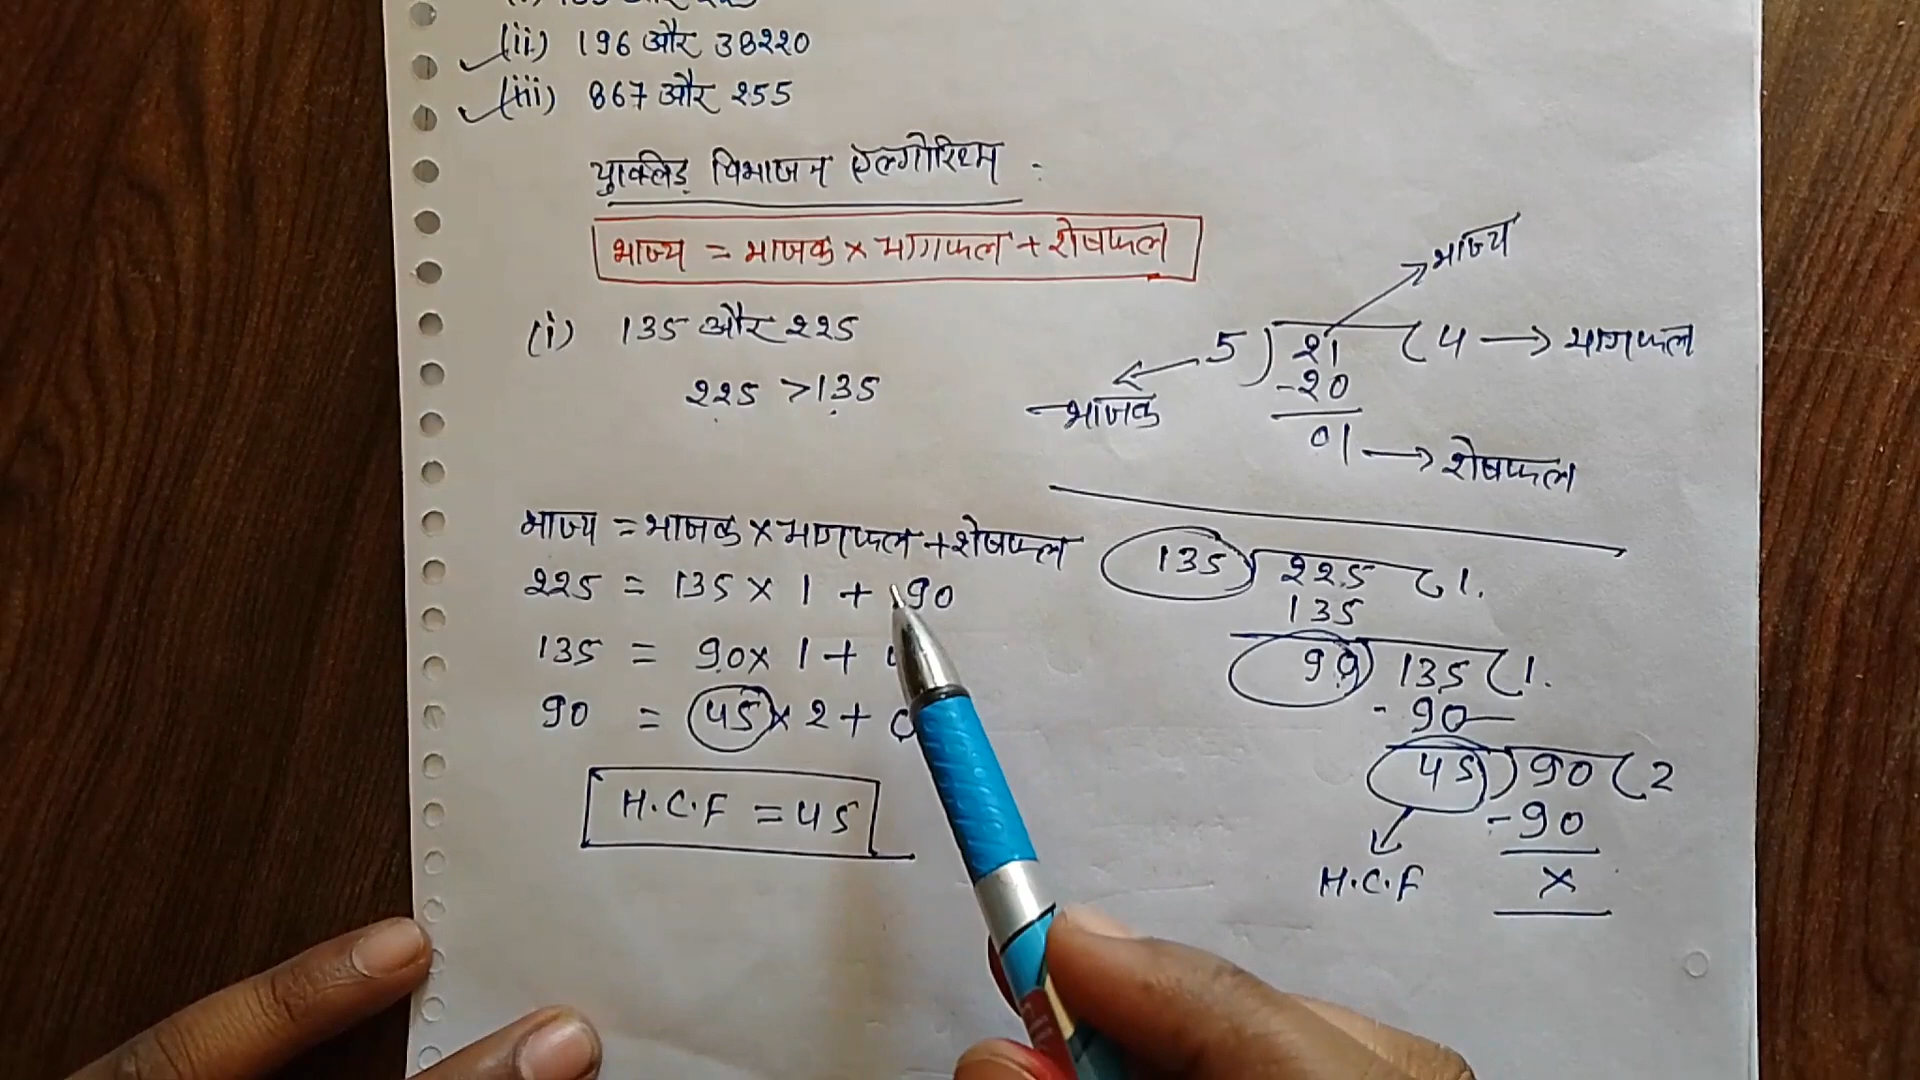 (ii) 196 और 38220
(iii) 867 और 255
युक्लिड विभाजन ऐल्गोरिथ्म :
भाज्य = भाजक × भागफल + शेषफल
(i) 135 और 225
225 > 135
भाज्य
5 ) 21 ( 4 → भागफल
भाजक
-20
01 → शेषफल
भाज्य = भाजक × भागफल + शेषफल
225 = 135 × 1 + 90
135 = 90 × 1 +
90 = 45 × 2 + 0
H.C.F = 45
135 ) 225 ( 1.
135
90 ) 135 ( 1.
- 90
45 ) 90 ( 2
- 90
H.C.F
×